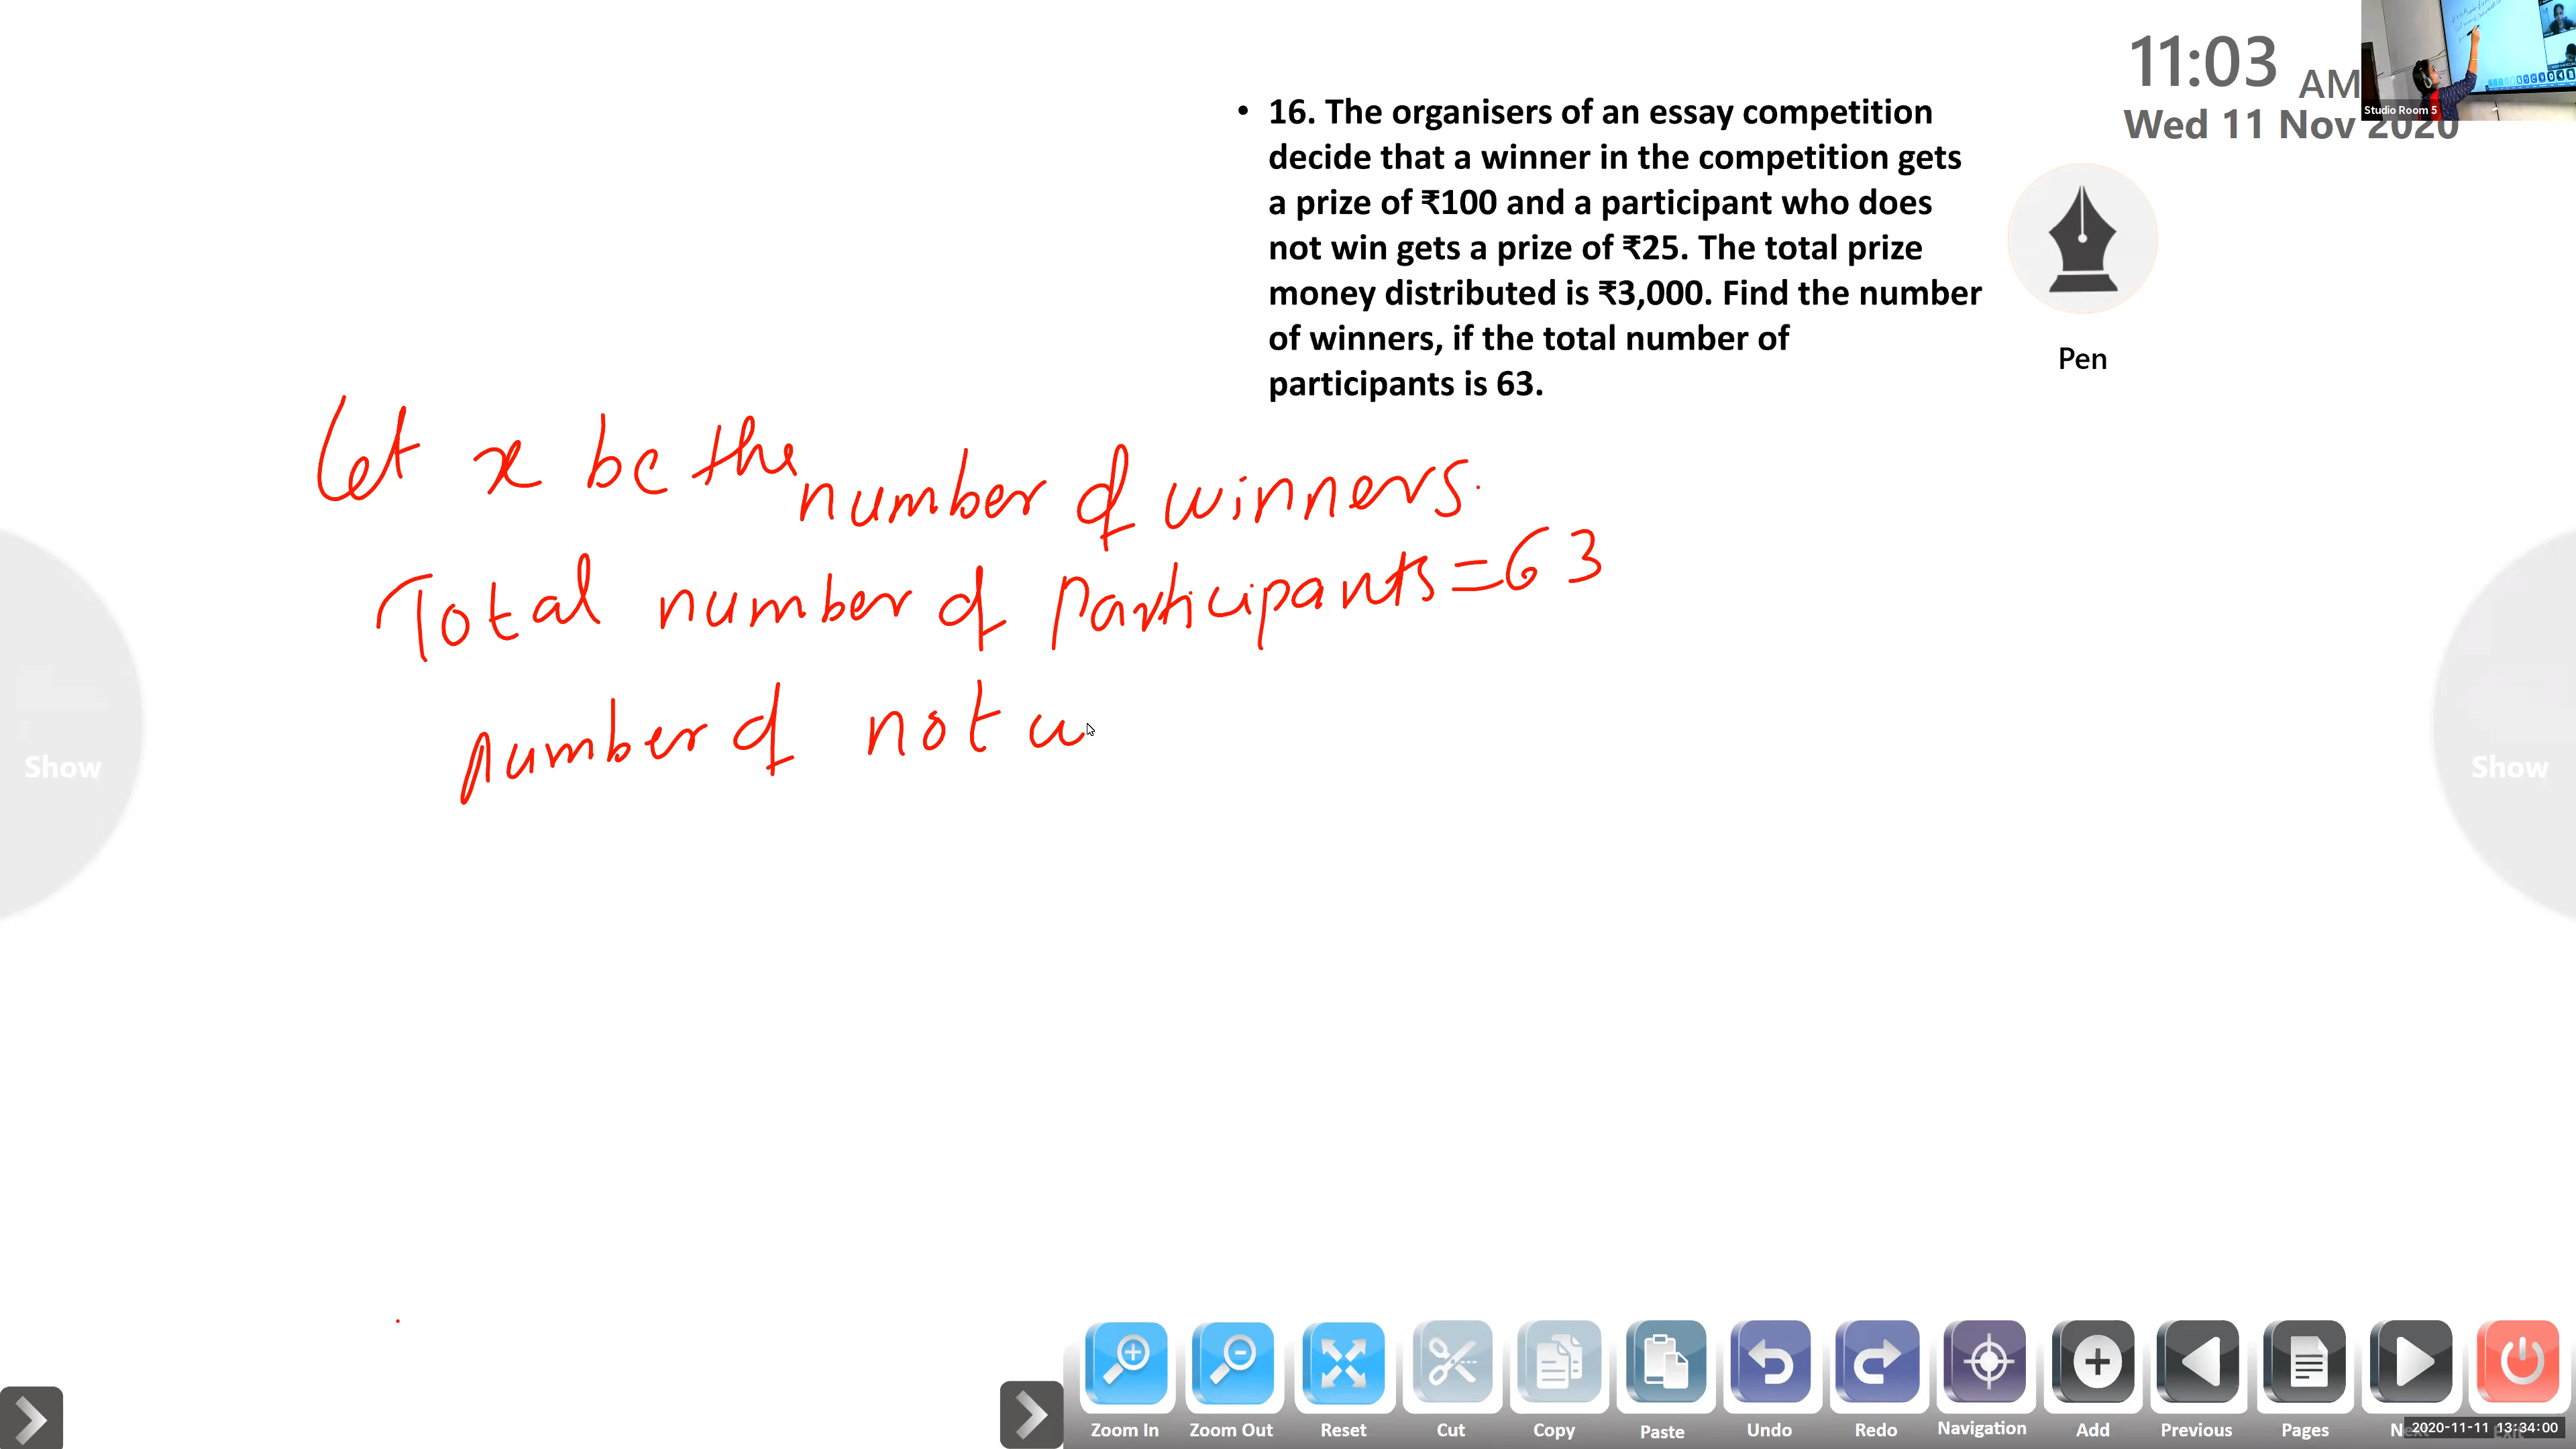 11:03 AM
Studio Room 5
Wed 11 Nov 2020
• 16. The organisers of an essay competition
decide that a winner in the competition gets
a prize of ₹100 and a participant who does
not win gets a prize of ₹25. The total prize
money distributed is ₹3,000. Find the number
of winners, if the total number of
participants is 63.
Pen
Let x be the number of winners.
Total number of participants = 63
number of not w
Show
Show
Zoom In
Zoom Out
Reset
Cut
Copy
Paste
Undo
Redo
Navigation
Add
Previous
Pages
2020-11-11 13:34:00